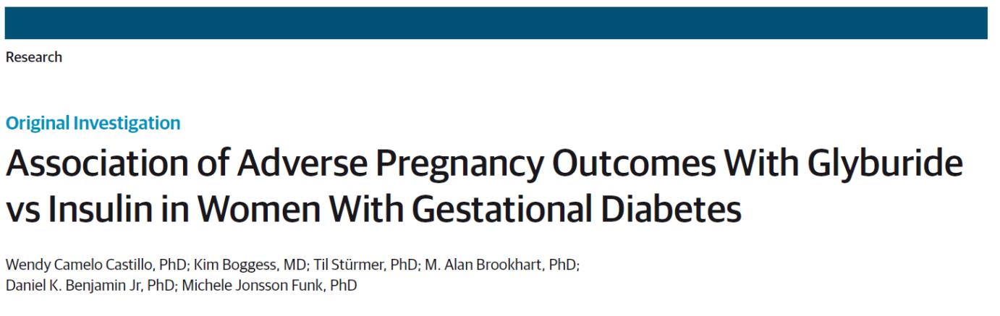 Research
Original Investigation
Association of Adverse Pregnancy Outcomes With Glyburide
vs Insulin in Women With Gestational Diabetes
Wendy Camelo Castillo, PhD; Kim Boggess, MD; Til Stürmer, PhD; M. Alan Brookhart, PhD;
Daniel K. Benjamin Jr, PhD; Michele Jonsson Funk, PhD